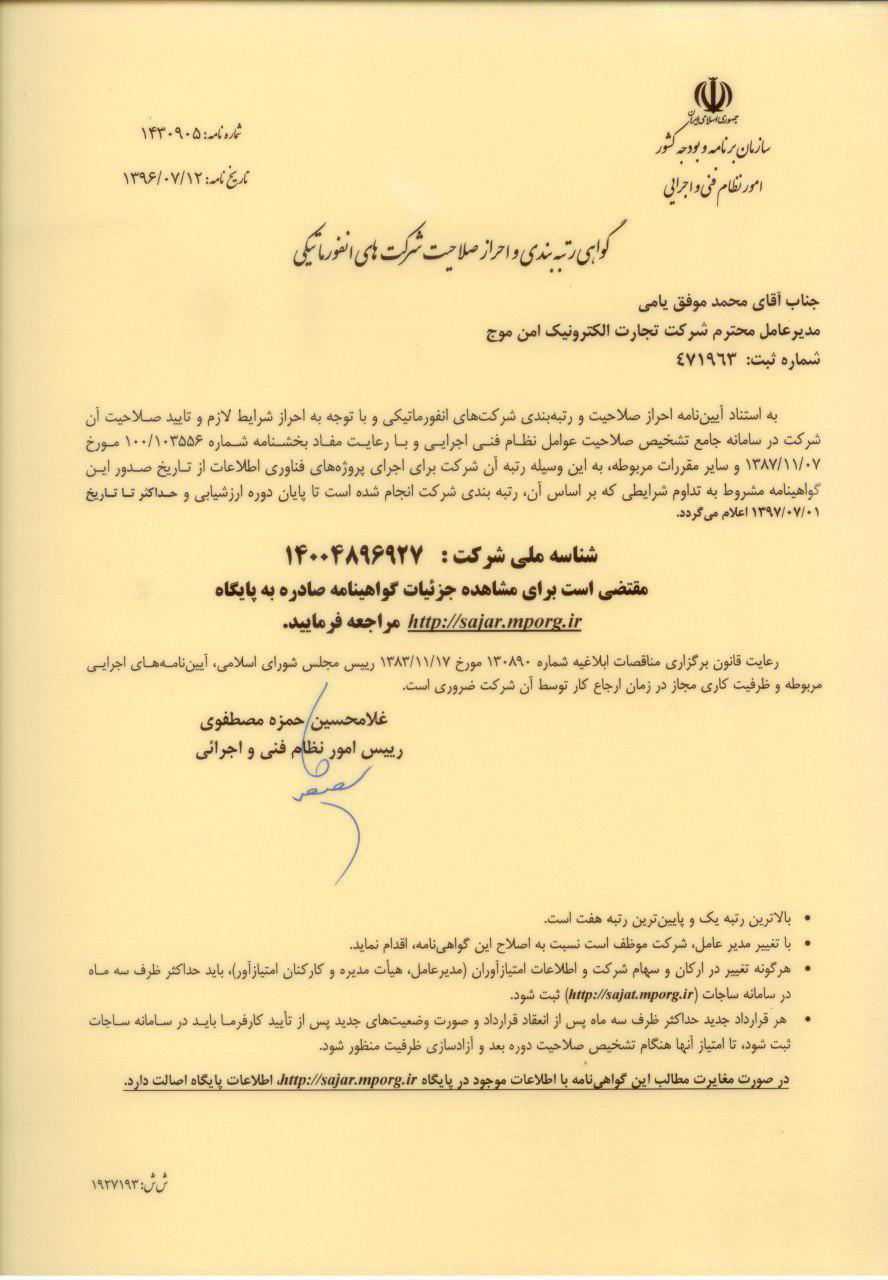 جمهوری اسلامی ایران
سازمان برنامه و بودجه کشور
امور نظام فنی و اجرایی
شماره نامه: ۱۴۳۰۹۰۵
تاریخ نامه: ۱۳۹۶/۰۷/۱۲
گواهی رتبه بندی و احراز صلاحیت شرکت های انفورماتیکی
جناب آقای محمد موفق یامی
مدیرعامل محترم شرکت تجارت الکترونیک امن موج
شماره ثبت: ٤٧١٩٦٣
به استناد آیین‌نامه احراز صلاحیت و رتبه‌بندی شرکت‌های انفورماتیکی و با توجه به احراز شرایط لازم و تایید صلاحیت آن
شرکت در سامانه جامع تشخیص صلاحیت عوامل نظام فنی اجرایی و با رعایت مفاد بخشنامه شماره ۱۰۰/۱۰۳۵۵۶ مورخ
۱۳۸۷/۱۱/۰۷ و سایر مقررات مربوطه، به این وسیله رتبه آن شرکت برای اجرای پروژه‌های فناوری اطلاعات از تاریخ صدور این
گواهینامه مشروط به تداوم شرایطی که بر اساس آن، رتبه بندی شرکت انجام شده است تا پایان دوره ارزشیابی و حداکثر تا تاریخ
۱۳۹۷/۰۷/۰۱ اعلام می‌گردد.
شناسه ملی شرکت : ۱۴۰۰۴۸۹۶۹۲۷
مقتضی است برای مشاهده جزئیات گواهینامه صادره به پایگاه
http://sajar.mporg.ir مراجعه فرمایید.
رعایت قانون برگزاری مناقصات ابلاغیه شماره ۱۳۰۸۹۰ مورخ ۱۳۸۳/۱۱/۱۷ رییس مجلس شورای اسلامی، آیین‌نامه‌های اجرایی
مربوطه و ظرفیت کاری مجاز در زمان ارجاع کار توسط آن شرکت ضروری است.
غلامحسین حمزه مصطفوی
رییس امور نظام فنی و اجرائی
• بالاترین رتبه یک و پایین‌ترین رتبه هفت است.
• با تغییر مدیر عامل، شرکت موظف است نسبت به اصلاح این گواهی‌نامه، اقدام نماید.
• هرگونه تغییر در ارکان و سهام شرکت و اطلاعات امتیازآوران (مدیرعامل، هیأت مدیره و کارکنان امتیازآور)، باید حداکثر ظرف سه ماه
در سامانه ساجات (http://sajat.mporg.ir) ثبت شود.
• هر قرارداد جدید حداکثر ظرف سه ماه پس از انعقاد قرارداد و صورت وضعیت‌های جدید پس از تأیید کارفرما باید در سامانه ساجات
ثبت شود، تا امتیاز آنها هنگام تشخیص صلاحیت دوره بعد و آزادسازی ظرفیت منظور شود.
در صورت مغایرت مطالب این گواهی‌نامه با اطلاعات موجود در پایگاه http://sajar.mporg.ir، اطلاعات پایگاه اصالت دارد.
ش ش: ۱۹۲۷۱۹۳